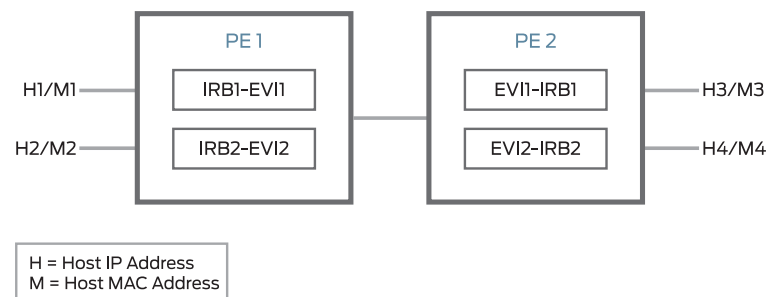 PE 1
PE 2
H1/M1
IRB1-EVI1
EVI1-IRB1
H3/M3
H2/M2
IRB2-EVI2
EVI2-IRB2
H4/M4
H = Host IP Address
M = Host MAC Address